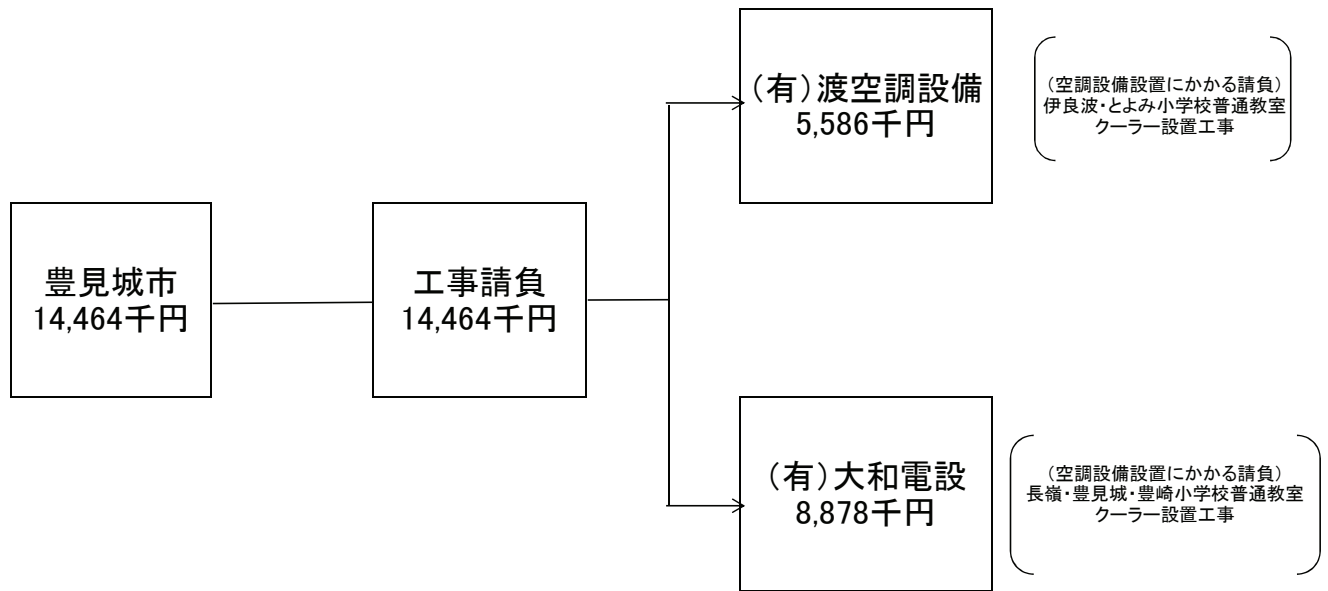 豊見城市
14,464千円
工事請負
14,464千円
(有)渡空調設備
5,586千円
(空調設備設置にかかる請負)
伊良波・とよみ小学校普通教室
クーラー設置工事
(有)大和電設
8,878千円
(空調設備設置にかかる請負)
長嶺・豊見城・豊崎小学校普通教室
クーラー設置工事